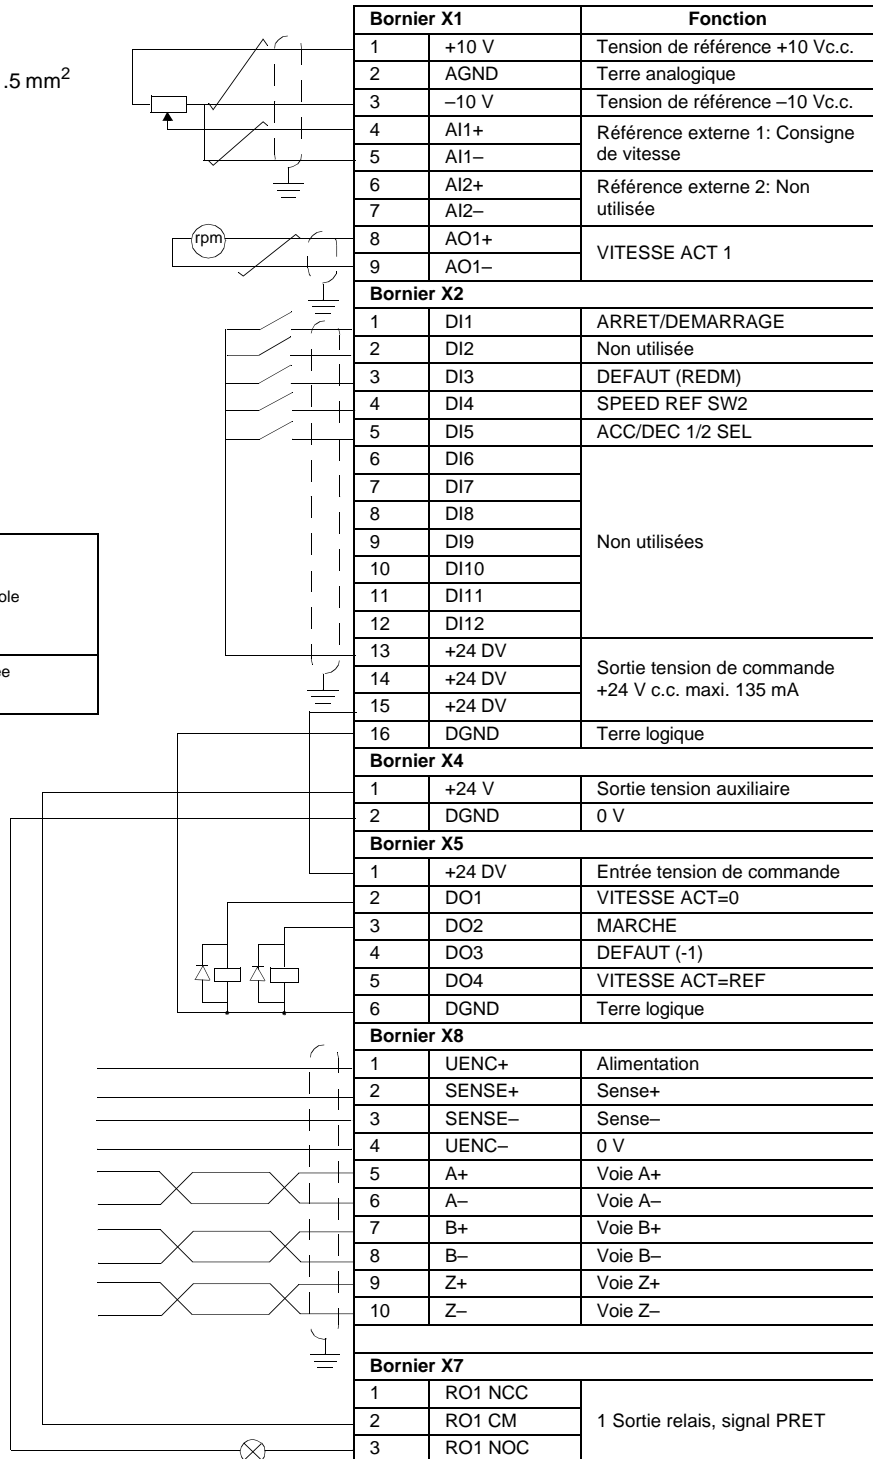 .5 mm2
ole
e
rpm
Bornier X1 Fonction
1 +10 V Tension de référence +10 Vc.c.
2 AGND Terre analogique
3 –10 V Tension de référence –10 Vc.c.
4 AI1+ Référence externe 1: Consigne
5 AI1– de vitesse
6 AI2+ Référence externe 2: Non
7 AI2– utilisée
8 AO1+ VITESSE ACT 1
9 AO1–
Bornier X2
1 DI1 ARRET/DEMARRAGE
2 DI2 Non utilisée
3 DI3 DEFAUT (REDM)
4 DI4 SPEED REF SW2
5 DI5 ACC/DEC 1/2 SEL
6 DI6
7 DI7
8 DI8
9 DI9 Non utilisées
10 DI10
11 DI11
12 DI12
13 +24 DV Sortie tension de commande
14 +24 DV +24 V c.c. maxi. 135 mA
15 +24 DV
16 DGND Terre logique
Bornier X4
1 +24 V Sortie tension auxiliaire
2 DGND 0 V
Bornier X5
1 +24 DV Entrée tension de commande
2 DO1 VITESSE ACT=0
3 DO2 MARCHE
4 DO3 DEFAUT (-1)
5 DO4 VITESSE ACT=REF
6 DGND Terre logique
Bornier X8
1 UENC+ Alimentation
2 SENSE+ Sense+
3 SENSE– Sense–
4 UENC– 0 V
5 A+ Voie A+
6 A– Voie A–
7 B+ Voie B+
8 B– Voie B–
9 Z+ Voie Z+
10 Z– Voie Z–
Bornier X7
1 RO1 NCC
2 RO1 CM 1 Sortie relais, signal PRET
3 RO1 NOC